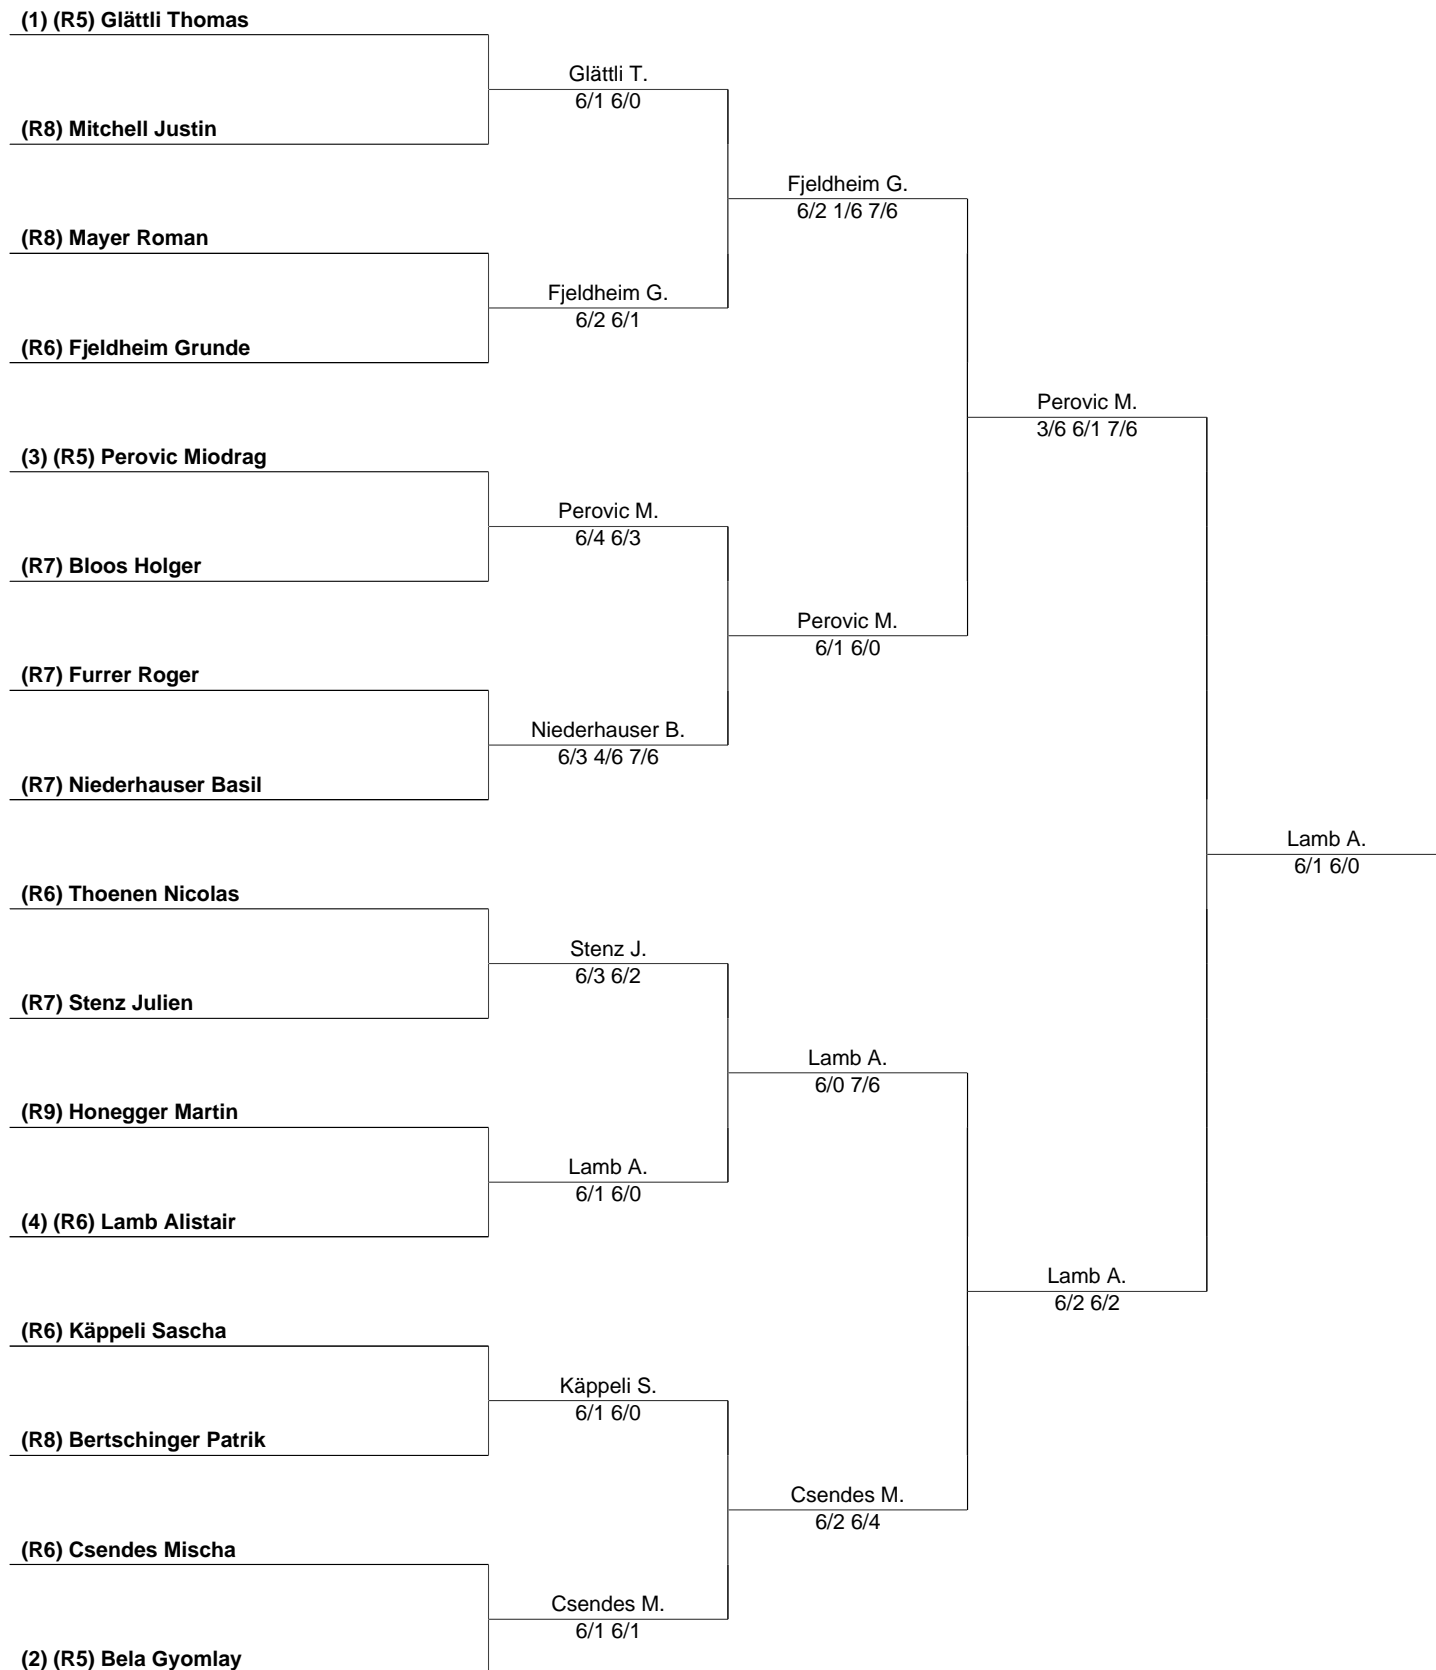 (1) (R5) Glättli Thomas
Glättli T.
6/1 6/0
(R8) Mitchell Justin
Fjeldheim G.
6/2 1/6 7/6
(R8) Mayer Roman
Fjeldheim G.
6/2 6/1
(R6) Fjeldheim Grunde
Perovic M.
3/6 6/1 7/6
(3) (R5) Perovic Miodrag
Perovic M.
6/4 6/3
(R7) Bloos Holger
Perovic M.
6/1 6/0
(R7) Furrer Roger
Niederhauser B.
6/3 4/6 7/6
(R7) Niederhauser Basil
Lamb A.
6/1 6/0
(R6) Thoenen Nicolas
Stenz J.
6/3 6/2
(R7) Stenz Julien
Lamb A.
6/0 7/6
(R9) Honegger Martin
Lamb A.
6/1 6/0
(4) (R6) Lamb Alistair
Lamb A.
6/2 6/2
(R6) Käppeli Sascha
Käppeli S.
6/1 6/0
(R8) Bertschinger Patrik
Csendes M.
6/2 6/4
(R6) Csendes Mischa
Csendes M.
6/1 6/1
(2) (R5) Bela Gyomlay